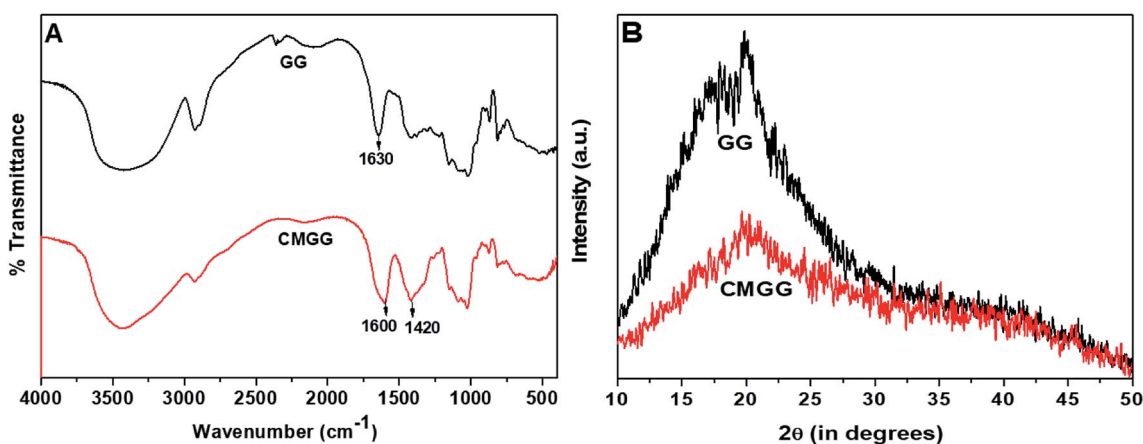 A
GG
1630
CMGG
1600
1420
% Transmittance
4000 3500 3000 2500 2000 1500 1000 500
Wavenumber (cm-1)
B
GG
CMGG
Intensity (a.u.)
10 15 20 25 30 35 40 45 50
2θ (in degrees)